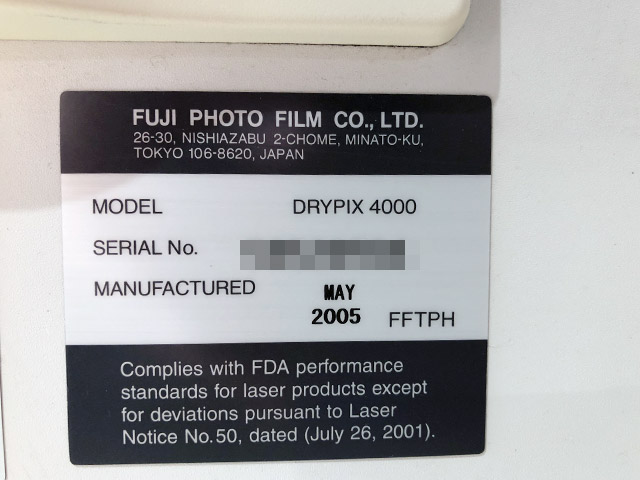 FUJI PHOTO FILM CO., LTD.
26-30, NISHIAZABU 2-CHOME, MINATO-KU,
TOKYO 106-8620, JAPAN
MODEL DRYPIX 4000
SERIAL No.
MANUFACTURED MAY
2005 FFTPH
Complies with FDA performance
standards for laser products except
for deviations pursuant to Laser
Notice No.50, dated (July 26, 2001).